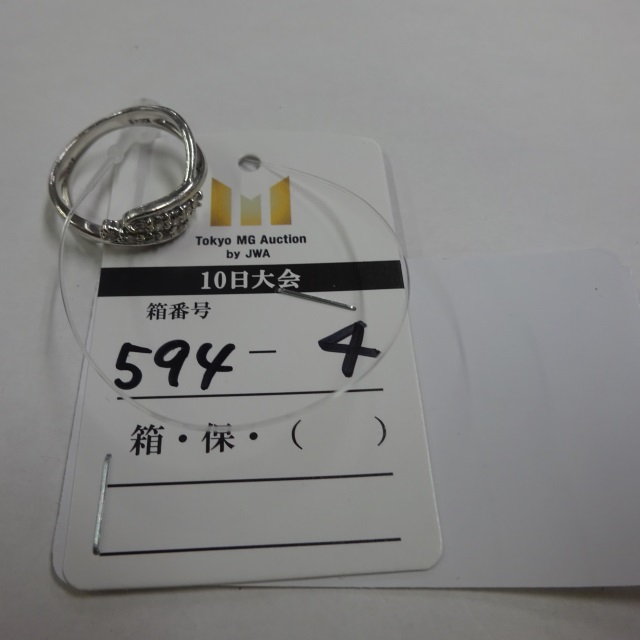 Tokyo MG Auction
by JWA
10日大会
箱番号
594 - 4
箱・保・(　　)